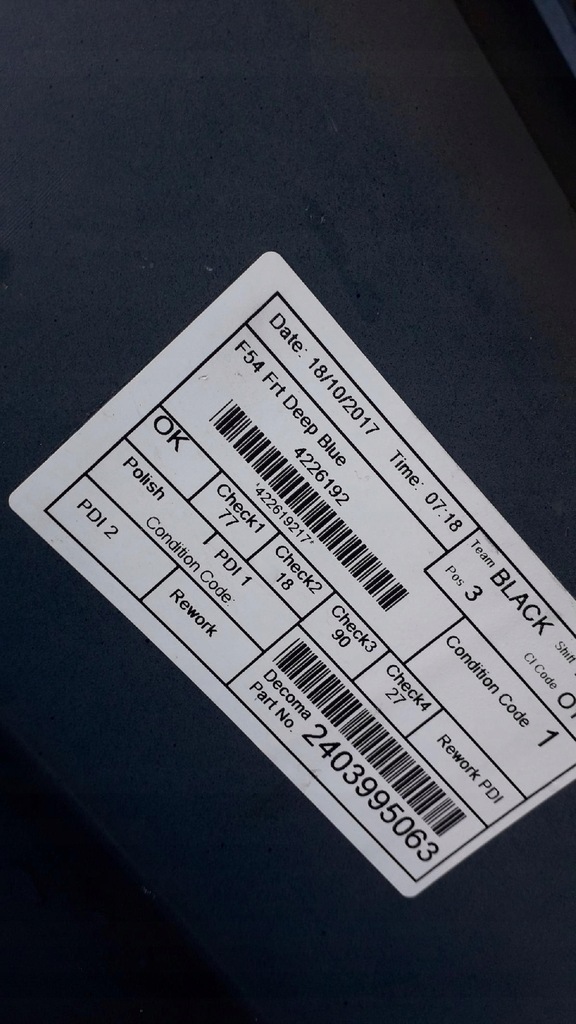 Date: 18/10/2017 Time: 07:18
Team BLACK Shift
F54 Frt Deep Blue
Pos 3 CI Code
4226192
*422619217*
Condition Code 1
OK Check1 77 Check2 18 Check3 90 Check4 27 Rework PDI
Polish
Condition Code:
PDI 1
PDI 2
Rework
Decoma
Part No. 2403995063